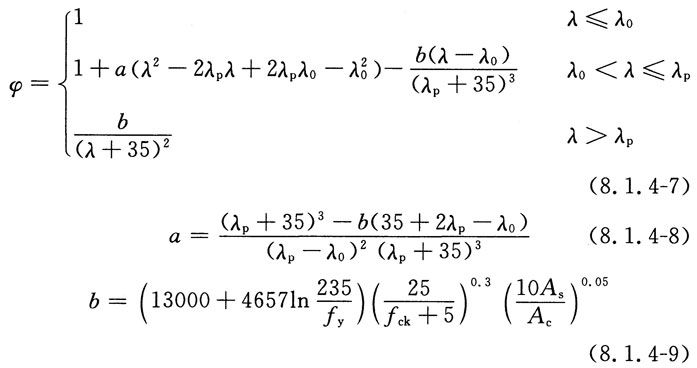 φ = { 1    λ ⩽ λ₀
1 + a(λ² − 2λₚλ + 2λₚλ₀ − λ₀²) − b(λ − λ₀)/(λₚ + 35)³    λ₀ < λ ⩽ λₚ
b/(λ + 35)²    λ > λₚ
(8.1.4-7)
a = ((λₚ + 35)³ − b(35 + 2λₚ − λ₀))/((λₚ − λ₀)² (λₚ + 35)³)    (8.1.4-8)
b = (13000 + 4657ln 235/f_y)(25/(f_ck + 5))^0.3 (10A_s/A_c)^0.05
(8.1.4-9)